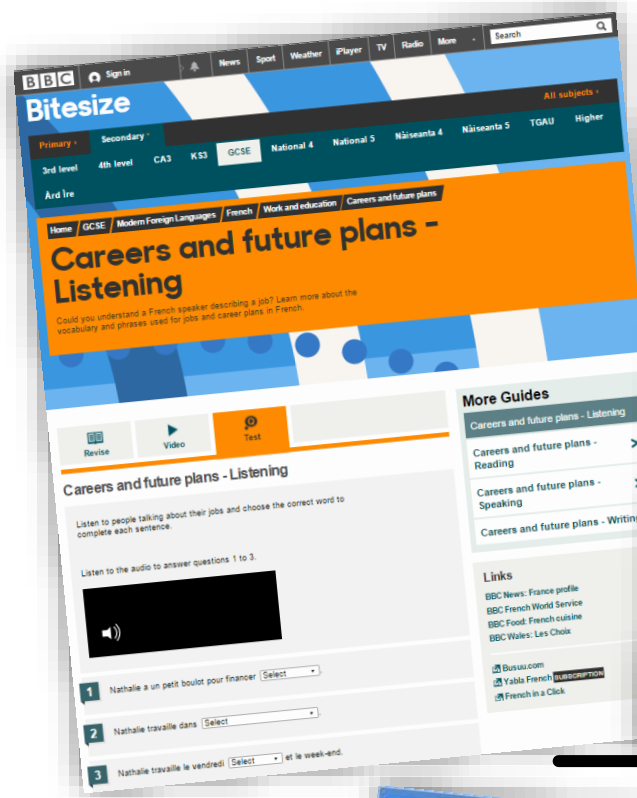 BBC Sign in News Sport Weather iPlayer TV Radio More Search
Bitesize
Primary Secondary All subjects
3rd level 4th level CA3 KS3 GCSE National 4 National 5 Nàiseanta 4 Nàiseanta 5 TGAU Higher
Àrd Ìre
Home / GCSE / Modern Foreign Languages / French / Work and education / Careers and future plans
Careers and future plans -
Listening
Could you understand a French speaker describing a job? Learn more about the
vocabulary and phrases used for jobs and career plans in French.
Revise Video Test
Careers and future plans - Listening
Listen to people talking about their jobs and choose the correct word to
complete each sentence.
Listen to the audio to answer questions 1 to 3.
1 Nathalie a un petit boulot pour financer Select .
2 Nathalie travaille dans Select .
3 Nathalie travaille le vendredi Select et le week-end.
More Guides
Careers and future plans - Listening
Careers and future plans -
Reading
Careers and future plans -
Speaking
Careers and future plans - Writing
Links
BBC News: France profile
BBC French World Service
BBC Food: French cuisine
BBC Wales: Les Choix
Busuu.com
Yabla French SUBSCRIPTION
French in a Click